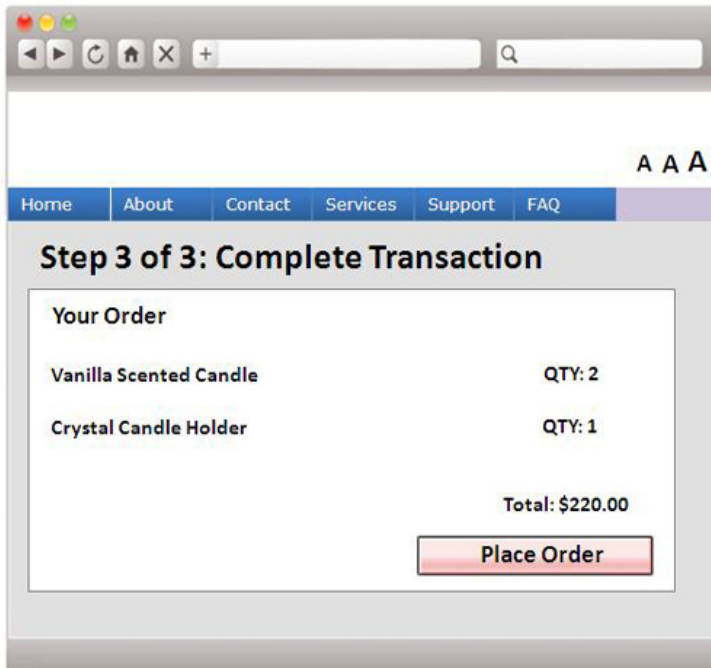 A A A
Home About Contact Services Support FAQ
Step 3 of 3: Complete Transaction
Your Order
Vanilla Scented Candle QTY: 2
Crystal Candle Holder QTY: 1
Total: $220.00
Place Order